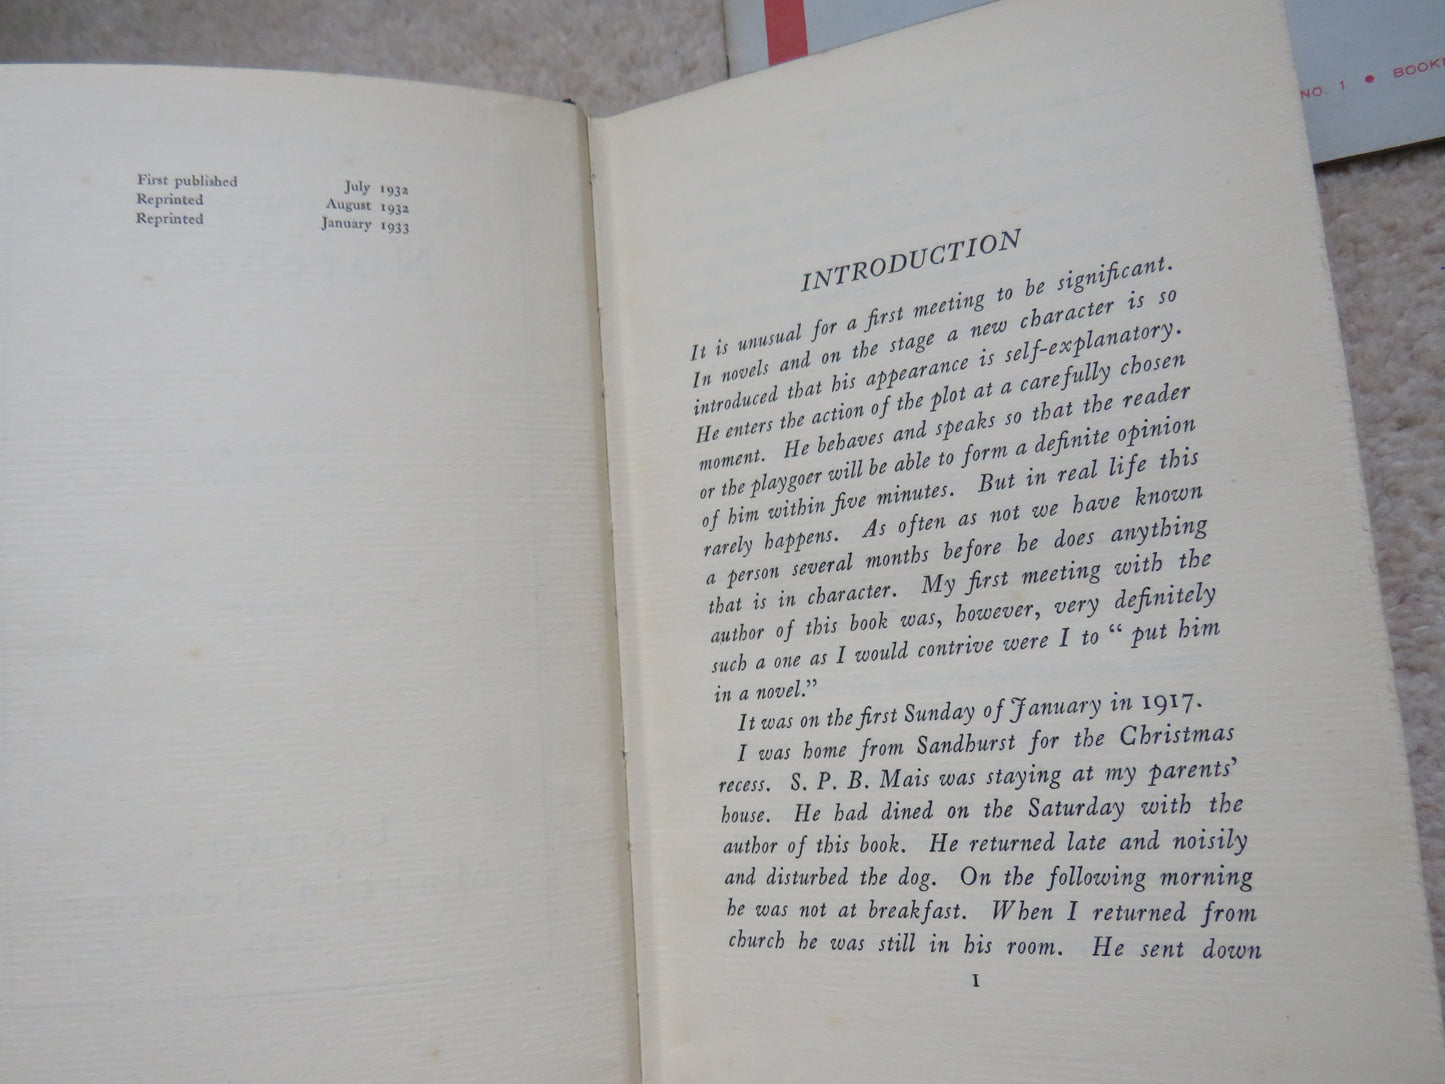 First published July 1932
Reprinted August 1932
Reprinted January 1933
NO. 1 • BOOK
INTRODUCTION
It is unusual for a first meeting to be significant.
In novels and on the stage a new character is so
introduced that his appearance is self-explanatory.
He enters the action of the plot at a carefully chosen
moment. He behaves and speaks so that the reader
or the playgoer will be able to form a definite opinion
of him within five minutes. But in real life this
rarely happens. As often as not we have known
a person several months before he does anything
that is in character. My first meeting with the
author of this book was, however, very definitely
such a one as I would contrive were I to “ put him
in a novel.”
It was on the first Sunday of January in 1917.
I was home from Sandhurst for the Christmas
recess. S. P. B. Mais was staying at my parents’
house. He had dined on the Saturday with the
author of this book. He returned late and noisily
and disturbed the dog. On the following morning
he was not at breakfast. When I returned from
church he was still in his room. He sent down
1